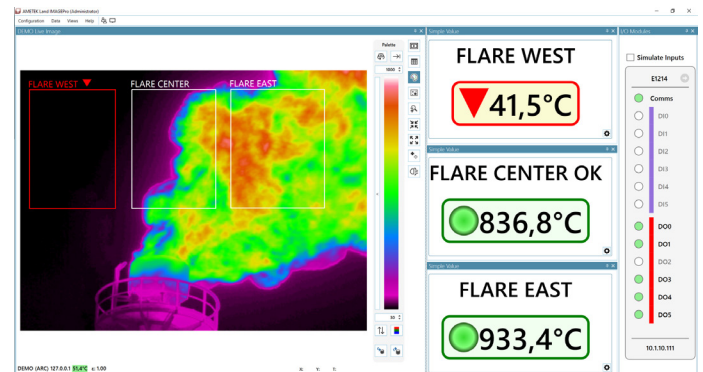 AMETEK Land IMAGEPro (Administrator)
Configuration Data Views Help
DEMO Live Image
FLARE WEST
FLARE CENTER
FLARE EAST
Palette
1000
50
DEMO (ARC) 127.0.0.1 51,4°C ε: 1.00
X: Y: T:
Simple Value
FLARE WEST
41,5°C
Simple Value
FLARE CENTER OK
836,8°C
Simple Value
FLARE EAST
933,4°C
I/O Modules
Simulate Inputs
E1214
Comms
DI0
DI1
DI2
DI3
DI4
DI5
DO0
DO1
DO2
DO3
DO4
DO5
10.1.10.111